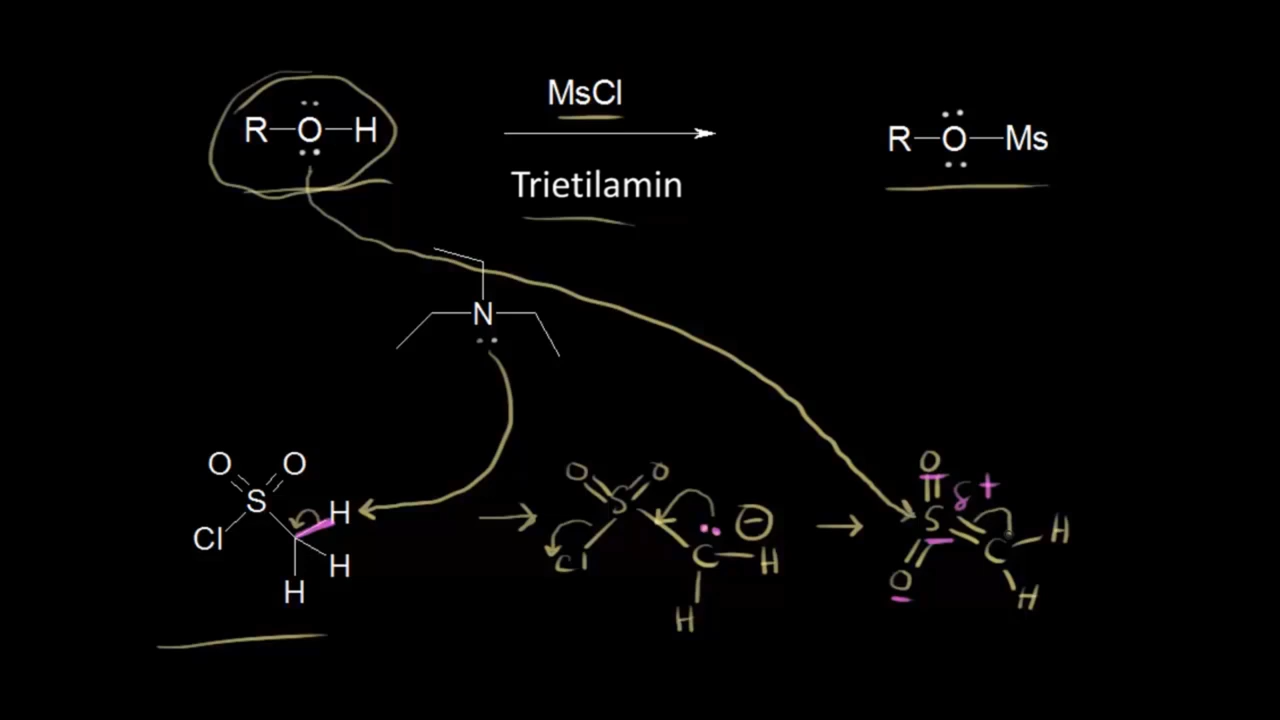 R—O—H
MsCl
Trietilamin
R—O—Ms
N
O O
S
Cl
H
H
H
O O
S
Cl
C
⊖
H
H
O
S
δ+
O
C
H
H